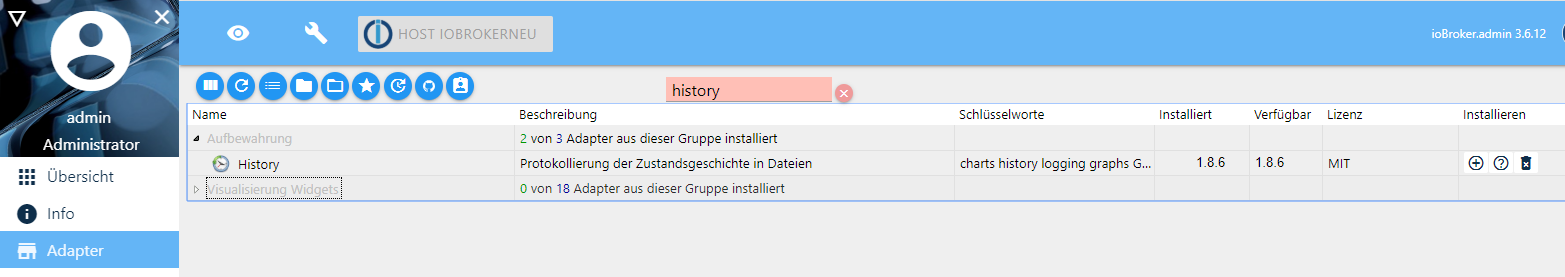 HOST IOBROKERNEU
ioBroker.admin 3.6.12
admin
Administrator
Übersicht
Info
Adapter
history
Name Beschreibung Schlüsselworte Installiert Verfügbar Lizenz Installieren
Aufbewahrung 2 von 3 Adapter aus dieser Gruppe installiert
History Protokollierung der Zustandsgeschichte in Dateien charts history logging graphs G... 1.8.6 1.8.6 MIT
Visualisierung Widgets 0 von 18 Adapter aus dieser Gruppe installiert